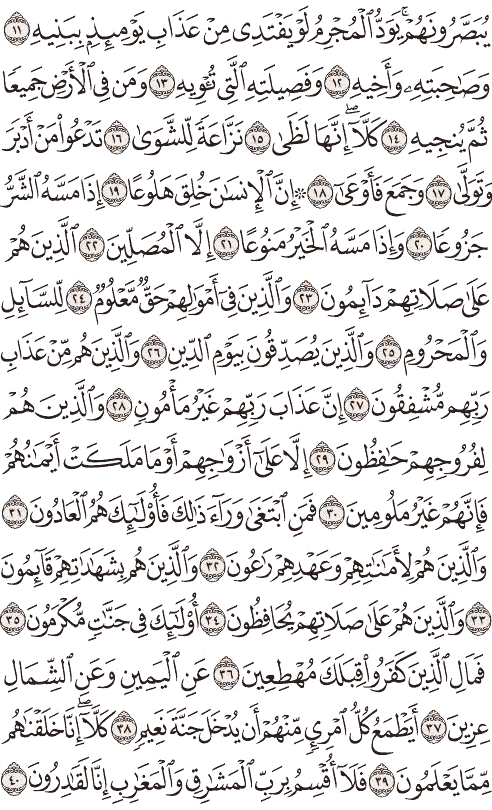 يُبَصَّرُونَهُمْ ۚ يَوَدُّ ٱلْمُجْرِمُ لَوْ يَفْتَدِى مِنْ عَذَابِ يَوْمِئِذٍۭ بِبَنِيهِ ١١
وَصَـٰحِبَتِهِۦ وَأَخِيهِ ١٢ وَفَصِيلَتِهِ ٱلَّتِى تُـْٔوِيهِ ١٣ وَمَن فِى ٱلْأَرْضِ جَمِيعًا
ثُمَّ يُنجِيهِ ١٤ كَلَّآ ۖ إِنَّهَا لَظَىٰ ١٥ نَزَّاعَةً لِّلشَّوَىٰ ١٦ تَدْعُوا۟ مَنْ أَدْبَرَ
وَتَوَلَّىٰ ١٧ وَجَمَعَ فَأَوْعَىٰٓ ١٨ ۞ إِنَّ ٱلْإِنسَـٰنَ خُلِقَ هَلُوعًا ١٩ إِذَا مَسَّهُ ٱلشَّرُّ
جَزُوعًا ٢٠ وَإِذَا مَسَّهُ ٱلْخَيْرُ مَنُوعًا ٢١ إِلَّا ٱلْمُصَلِّينَ ٢٢ ٱلَّذِينَ هُمْ
عَلَىٰ صَلَاتِهِمْ دَآئِمُونَ ٢٣ وَٱلَّذِينَ فِىٓ أَمْوَٰلِهِمْ حَقٌّ مَّعْلُومٌ ٢٤ لِّلسَّآئِلِ
وَٱلْمَحْرُومِ ٢٥ وَٱلَّذِينَ يُصَدِّقُونَ بِيَوْمِ ٱلدِّينِ ٢٦ وَٱلَّذِينَ هُم مِّنْ عَذَابِ
رَبِّهِم مُّشْفِقُونَ ٢٧ إِنَّ عَذَابَ رَبِّهِمْ غَيْرُ مَأْمُونٍ ٢٨ وَٱلَّذِينَ هُمْ
لِفُرُوجِهِمْ حَـٰفِظُونَ ٢٩ إِلَّا عَلَىٰٓ أَزْوَٰجِهِمْ أَوْ مَا مَلَكَتْ أَيْمَـٰنُهُمْ
فَإِنَّهُمْ غَيْرُ مَلُومِينَ ٣٠ فَمَنِ ٱبْتَغَىٰ وَرَآءَ ذَٰلِكَ فَأُو۟لَـٰٓئِكَ هُمُ ٱلْعَادُونَ ٣١
وَٱلَّذِينَ هُمْ لِأَمَـٰنَـٰتِهِمْ وَعَهْدِهِمْ رَٰعُونَ ٣٢ وَٱلَّذِينَ هُم بِشَهَـٰدَٰتِهِمْ قَآئِمُونَ
٣٣ وَٱلَّذِينَ هُمْ عَلَىٰ صَلَاتِهِمْ يُحَافِظُونَ ٣٤ أُو۟لَـٰٓئِكَ فِى جَنَّـٰتٍ مُّكْرَمُونَ ٣٥
فَمَالِ ٱلَّذِينَ كَفَرُوا۟ قِبَلَكَ مُهْطِعِينَ ٣٦ عَنِ ٱلْيَمِينِ وَعَنِ ٱلشِّمَالِ
عِزِينَ ٣٧ أَيَطْمَعُ كُلُّ ٱمْرِئٍ مِّنْهُمْ أَن يُدْخَلَ جَنَّةَ نَعِيمٍ ٣٨ كَلَّآ ۖ إِنَّا خَلَقْنَـٰهُم
مِّمَّا يَعْلَمُونَ ٣٩ فَلَآ أُقْسِمُ بِرَبِّ ٱلْمَشَـٰرِقِ وَٱلْمَغَـٰرِبِ إِنَّا لَقَـٰدِرُونَ ٤٠